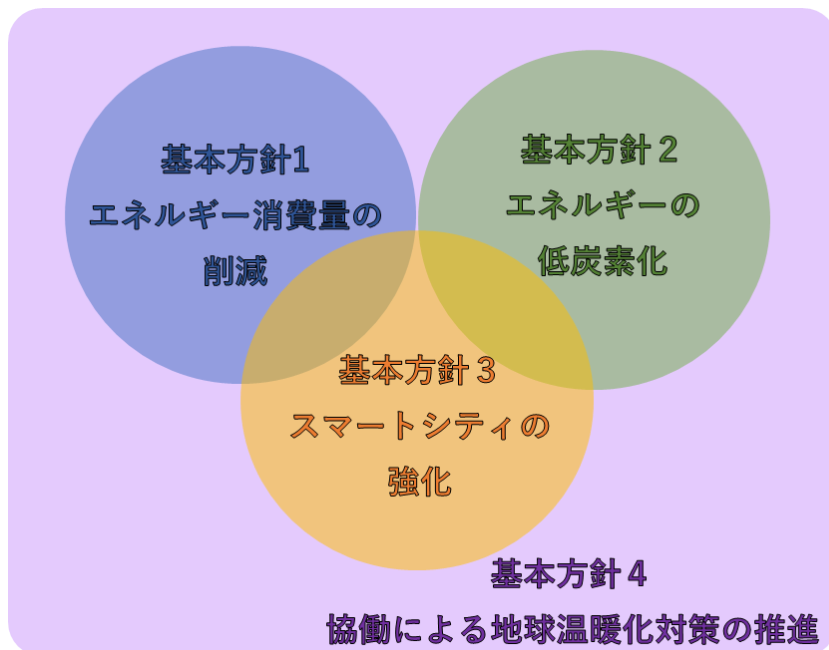 基本方針1
エネルギー消費量の
削減
基本方針２
エネルギーの
低炭素化
基本方針３
スマートシティの
強化
基本方針４
協働による地球温暖化対策の推進